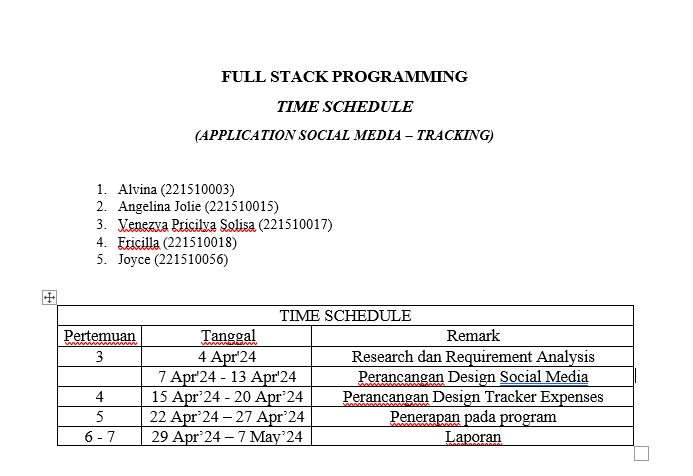 FULL STACK PROGRAMMING
TIME SCHEDULE
(APPLICATION SOCIAL MEDIA – TRACKING)
1. Alvina (221510003)
2. Angelina Jolie (221510015)
3. Venezya Pricilya Solisa (221510017)
4. Fricilla (221510018)
5. Joyce (221510056)
TIME SCHEDULE
Pertemuan Tanggal Remark
3 4 Apr'24 Research dan Requirement Analysis
7 Apr'24 - 13 Apr'24 Perancangan Design Social Media
4 15 Apr’24 - 20 Apr’24 Perancangan Design Tracker Expenses
5 22 Apr’24 – 27 Apr’24 Penerapan pada program
6 - 7 29 Apr’24 – 7 May’24 Laporan